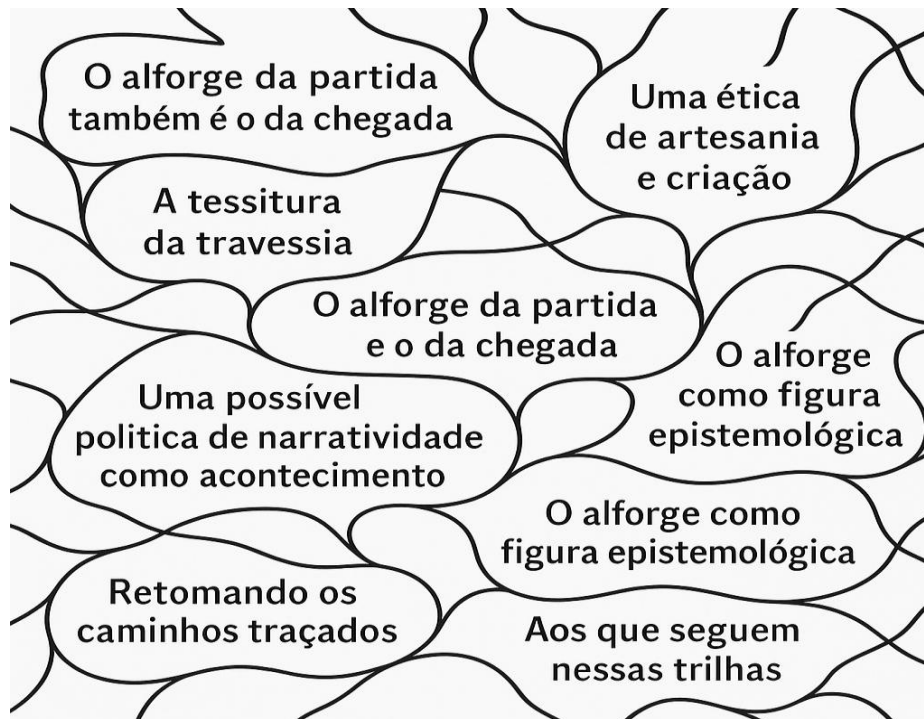 O alforge da partida
também é o da chegada
Uma ética
de artesania
e criação
A tessitura
da travessia
O alforge da partida
e o da chegada
O alforge
como figura
epistemológica
Uma possível
politica de narratividade
como acontecimento
O alforge como
figura epistemológica
Retomando os
caminhos traçados
Aos que seguem
nessas trilhas